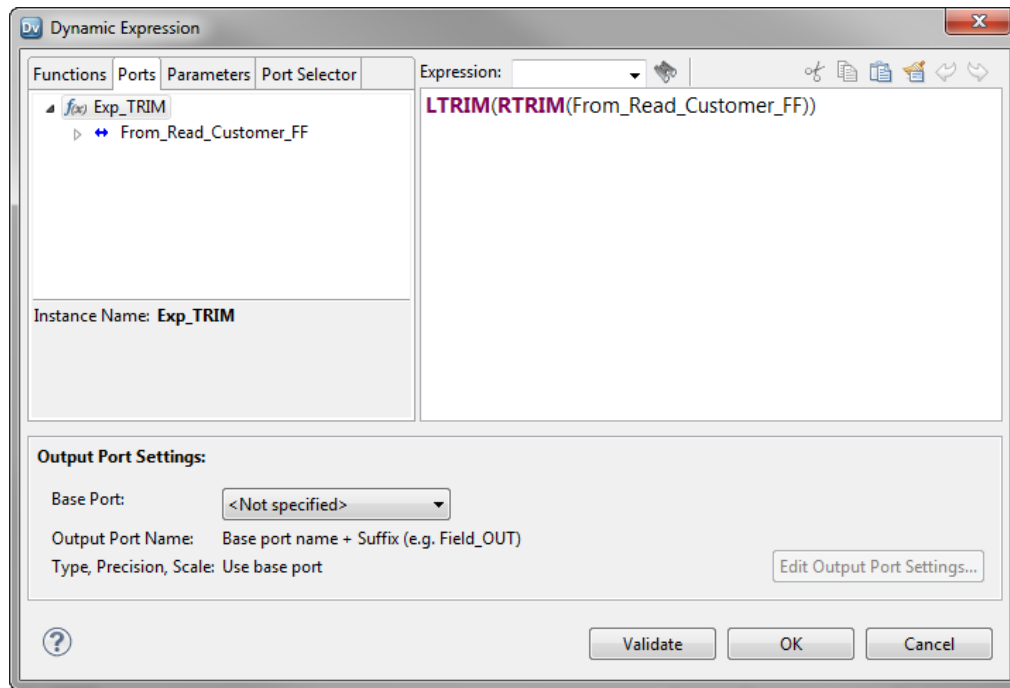 Dv Dynamic Expression
Functions Ports Parameters Port Selector
Expression:
f(x) Exp_TRIM
From_Read_Customer_FF
Instance Name: Exp_TRIM
LTRIM(RTRIM(From_Read_Customer_FF))
Output Port Settings:
Base Port: <Not specified>
Output Port Name: Base port name + Suffix (e.g. Field_OUT)
Type, Precision, Scale: Use base port
Edit Output Port Settings...
?
Validate OK Cancel